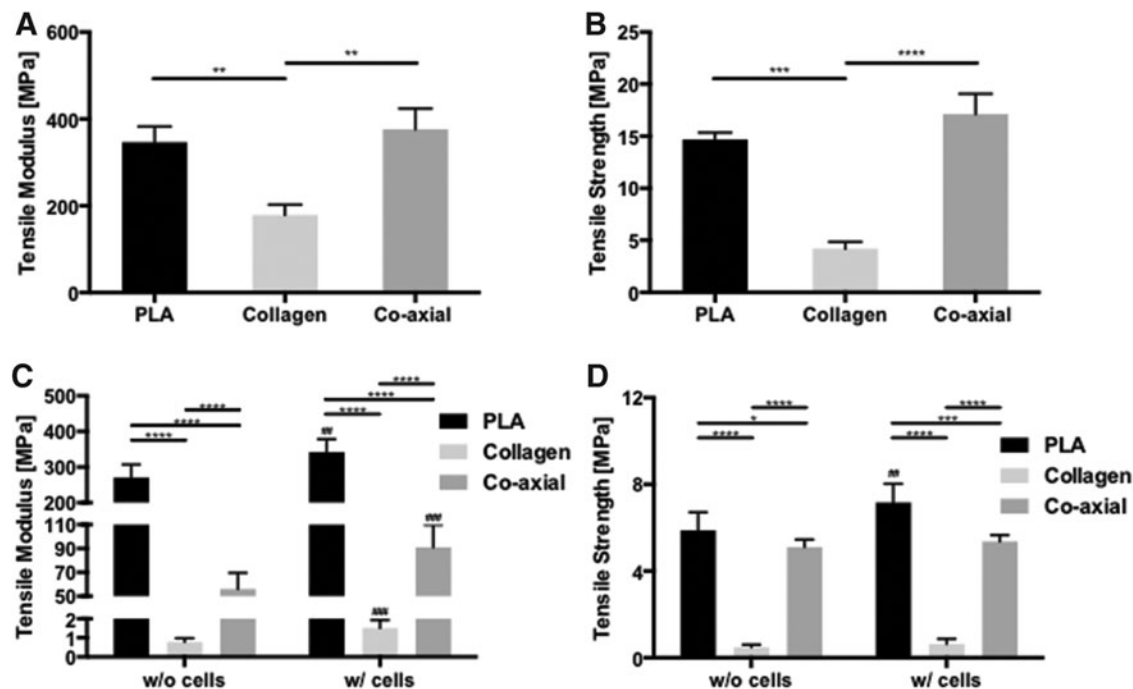 A
600
400
200
0
Tensile Modulus [MPa]
**
**
PLA
Collagen
Co-axial
B
25
20
15
10
5
0
Tensile Strength [MPa]
***
****
PLA
Collagen
Co-axial
C
500
400
300
200
110
90
70
50
2
1
0
Tensile Modulus [MPa]
****
****
****
****
****
****
##
###
###
PLA
Collagen
Co-axial
w/o cells
w/ cells
D
12
8
4
0
Tensile Strength [MPa]
****
*
****
****
***
****
##
PLA
Collagen
Co-axial
w/o cells
w/ cells